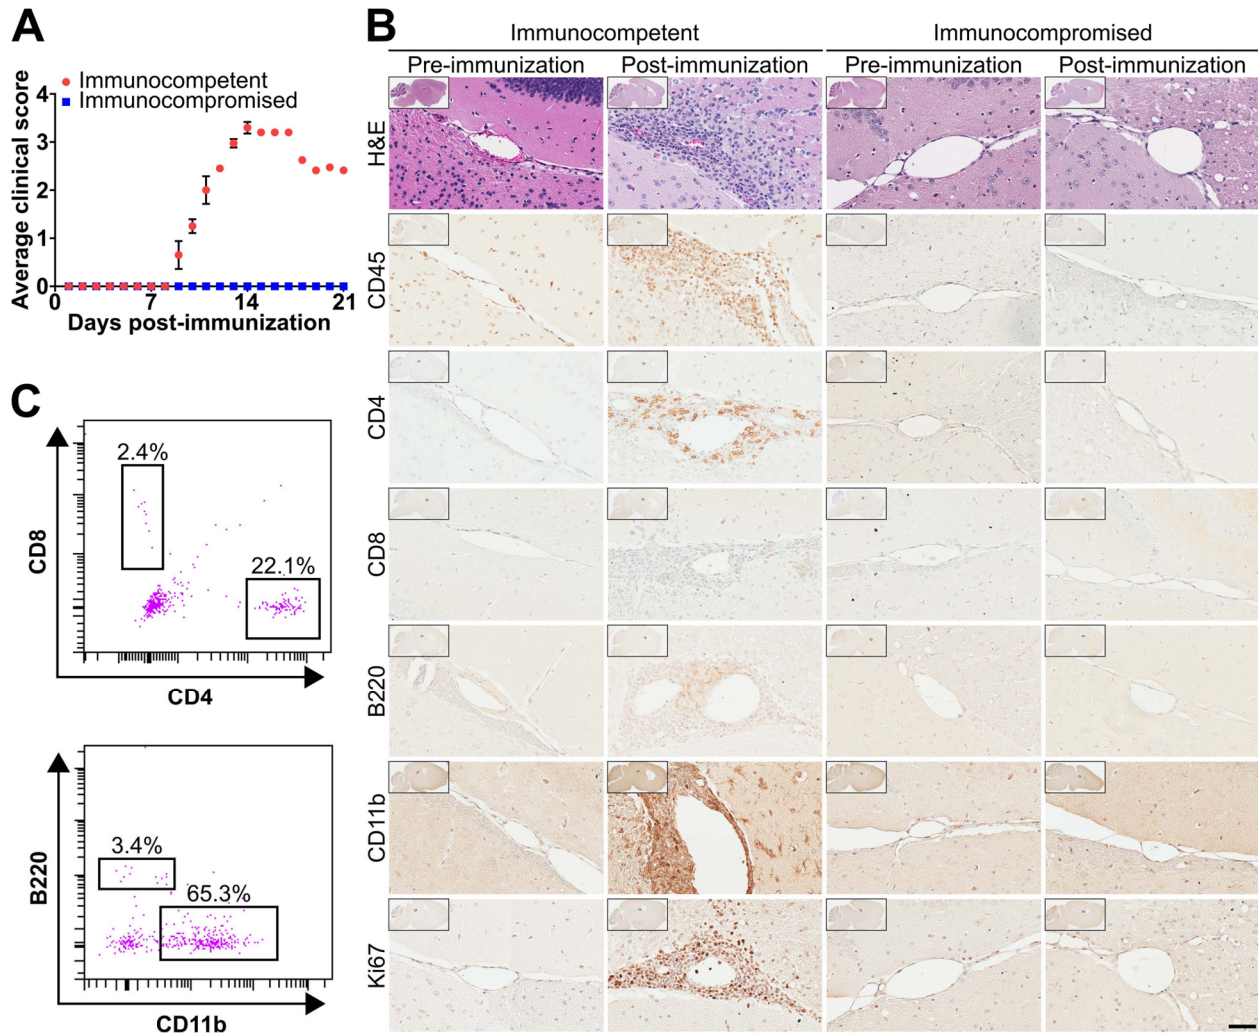 A
Immunocompetent
Immunocompromised
Average clinical score
4
3
2
1
0
7
14
21
Days post-immunization
B
Immunocompetent
Immunocompromised
Pre-immunization
Post-immunization
Pre-immunization
Post-immunization
H&E
CD45
CD4
CD8
B220
CD11b
Ki67
C
CD8
2.4%
22.1%
CD4
B220
3.4%
65.3%
CD11b